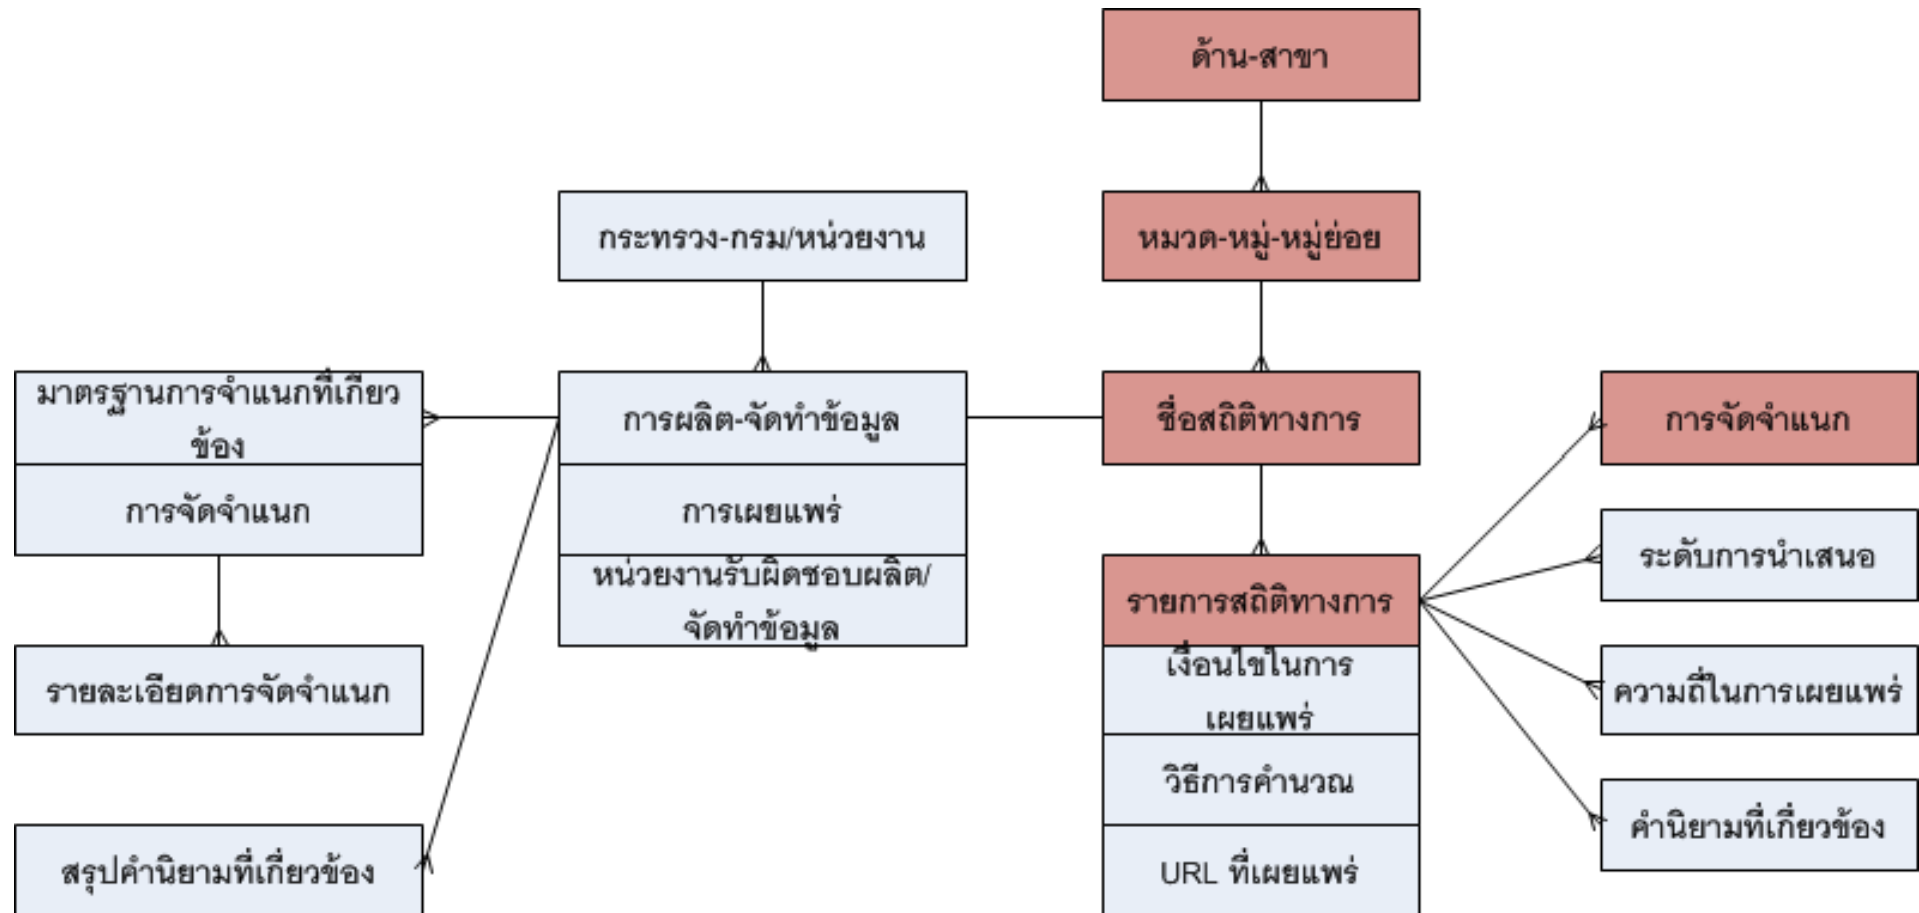 ด้าน-สาขา
กระทรวง-กรม/หน่วยงาน
หมวด-หมู่-หมู่ย่อย
มาตรฐานการจำแนกที่เกี่ยว
ข้อง
การจัดจำแนก
รายละเอียดการจัดจำแนก
สรุปคำนิยามที่เกี่ยวข้อง
การผลิต-จัดทำข้อมูล
การเผยแพร่
หน่วยงานรับผิดชอบผลิต/
จัดทำข้อมูล
ชื่อสถิติทางการ
รายการสถิติทางการ
เงื่อนไขในการ
เผยแพร่
วิธีการคำนวณ
URL ที่เผยแพร่
การจัดจำแนก
ระดับการนำเสนอ
ความถี่ในการเผยแพร่
คำนิยามที่เกี่ยวข้อง